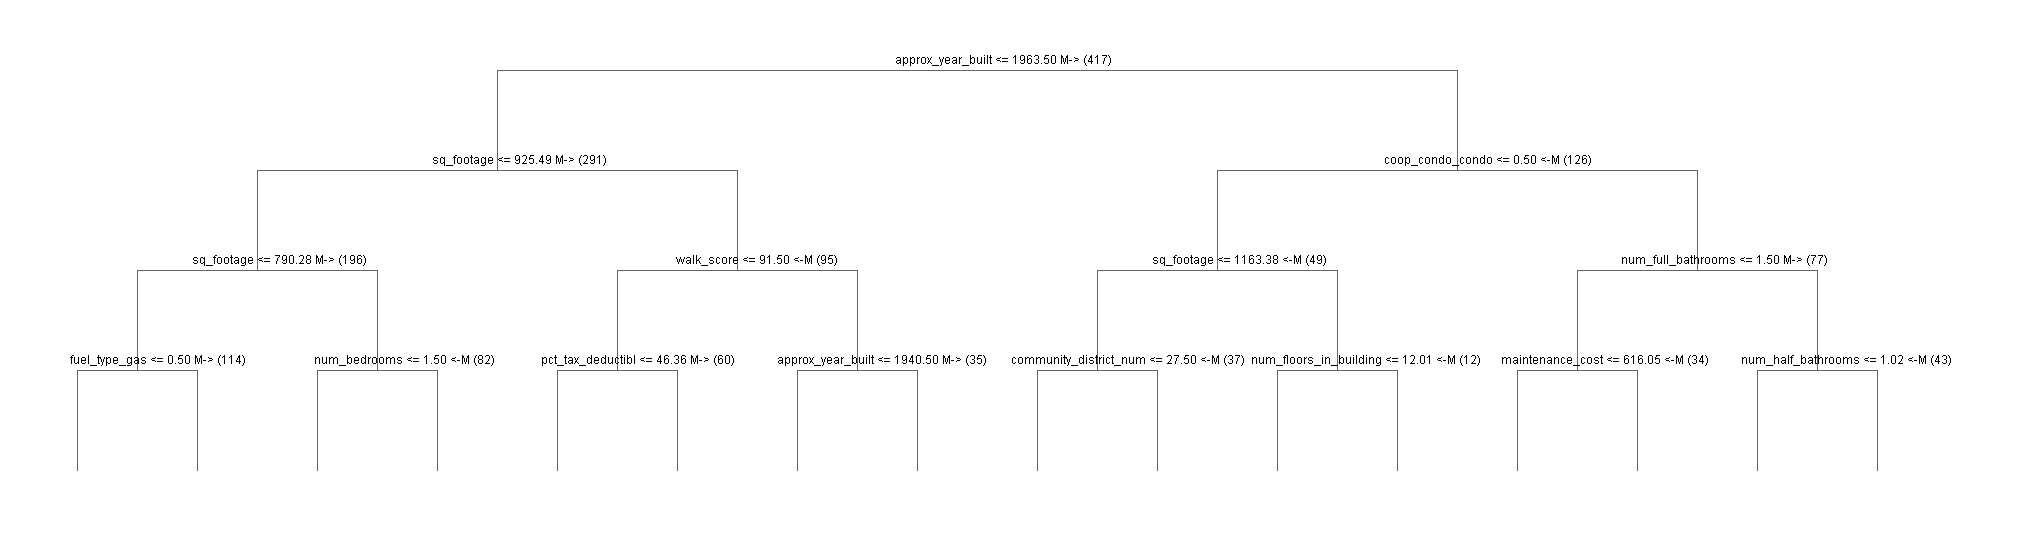 approx_year_built <= 1963.50 M-> (417)
sq_footage <= 925.49 M-> (291)
coop_condo_condo <= 0.50 <-M (126)
sq_footage <= 790.28 M-> (196)
walk_score <= 91.50 <-M (95)
sq_footage <= 1163.38 <-M (49)
num_full_bathrooms <= 1.50 M-> (77)
fuel_type_gas <= 0.50 M-> (114)
num_bedrooms <= 1.50 <-M (82)
pct_tax_deductibl <= 46.36 M-> (60)
approx_year_built <= 1940.50 M-> (35)
community_district_num <= 27.50 <-M (37)
num_floors_in_building <= 12.01 <-M (12)
maintenance_cost <= 616.05 <-M (34)
num_half_bathrooms <= 1.02 <-M (43)